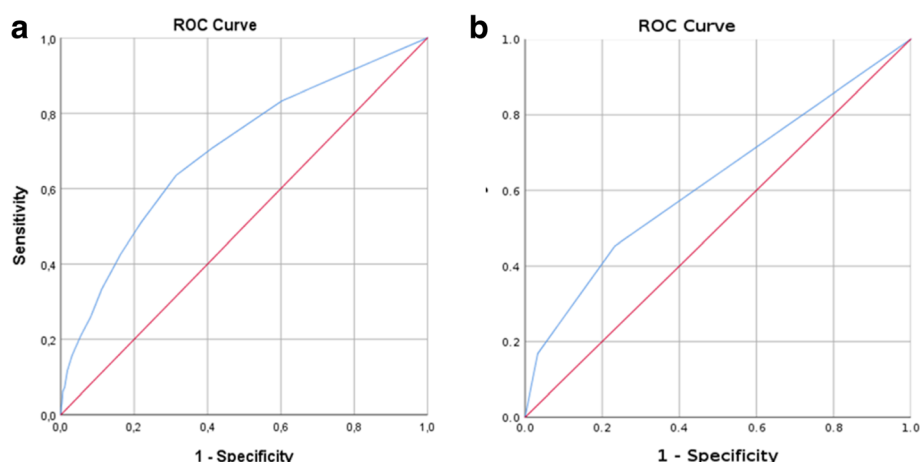 a
ROC Curve
1,0
0,8
0,6
0,4
0,2
0,0
Sensitivity
0,0 0,2 0,4 0,6 0,8 1,0
1 - Specificity
b
ROC Curve
1.0
0.8
0.6
0.4
0.2
0.0
0.0 0.2 0.4 0.6 0.8 1.0
1 - Specificity